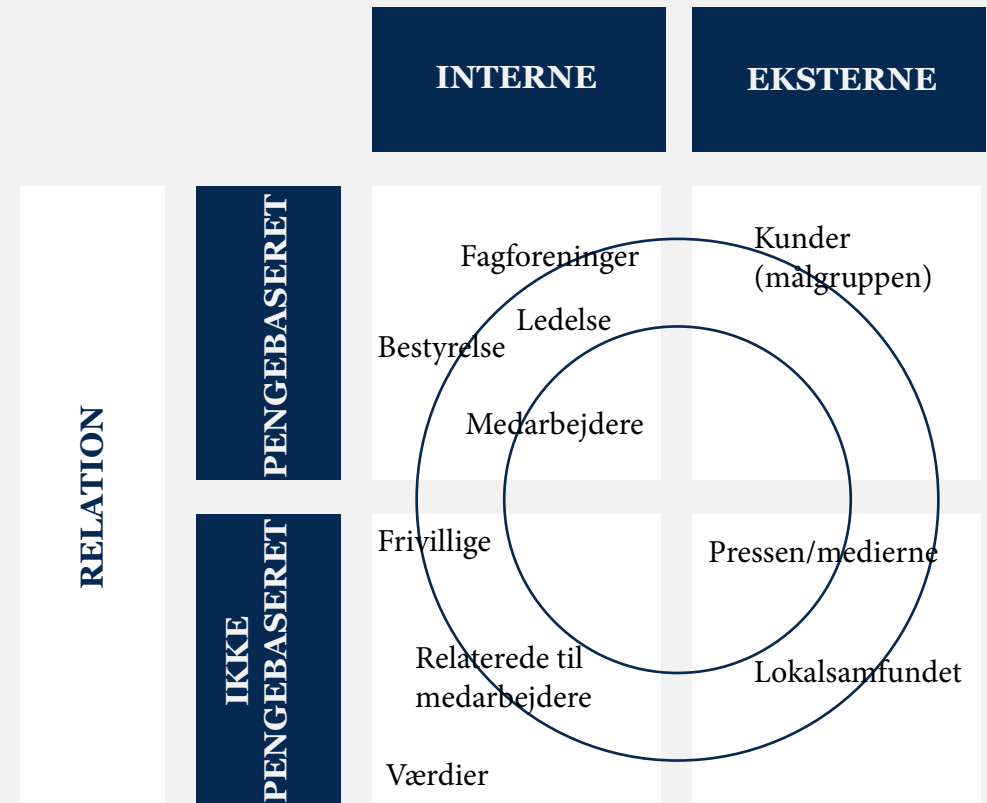 INTERNE
EKSTERNE
RELATION
PENGEBASERET
Fagforeninger
Ledelse
Bestyrelse
Medarbejdere
Kunder
(målgruppen)
IKKE
PENGEBASERET
Frivillige
Relaterede til
medarbejdere
Værdier
Pressen/medierne
Lokalsamfundet